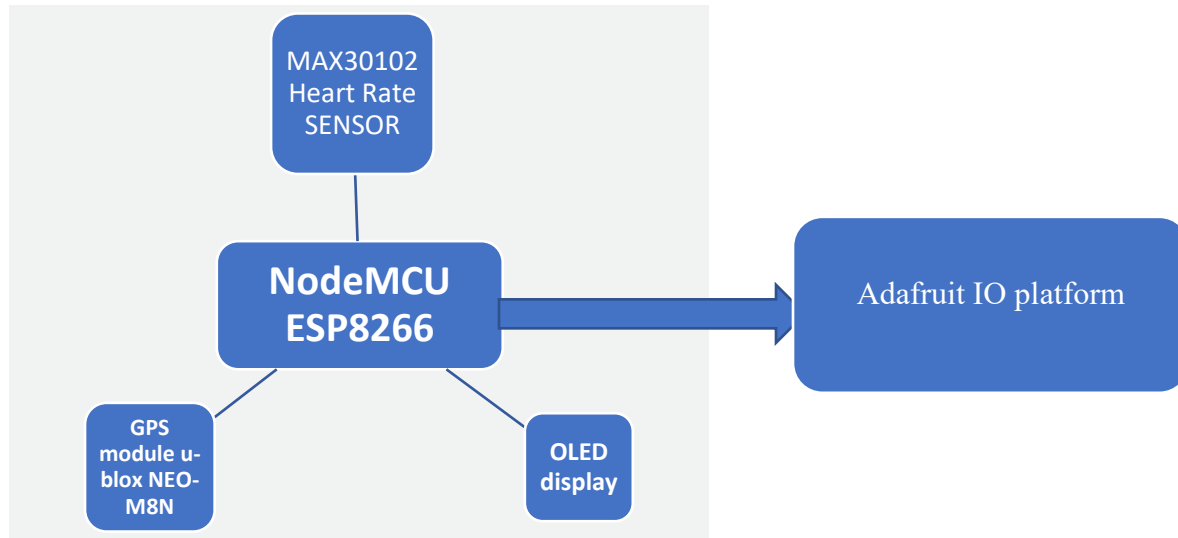 MAX30102
Heart Rate
SENSOR
NodeMCU
ESP8266
Adafruit IO platform
GPS
module u-
blox NEO-
M8N
OLED
display